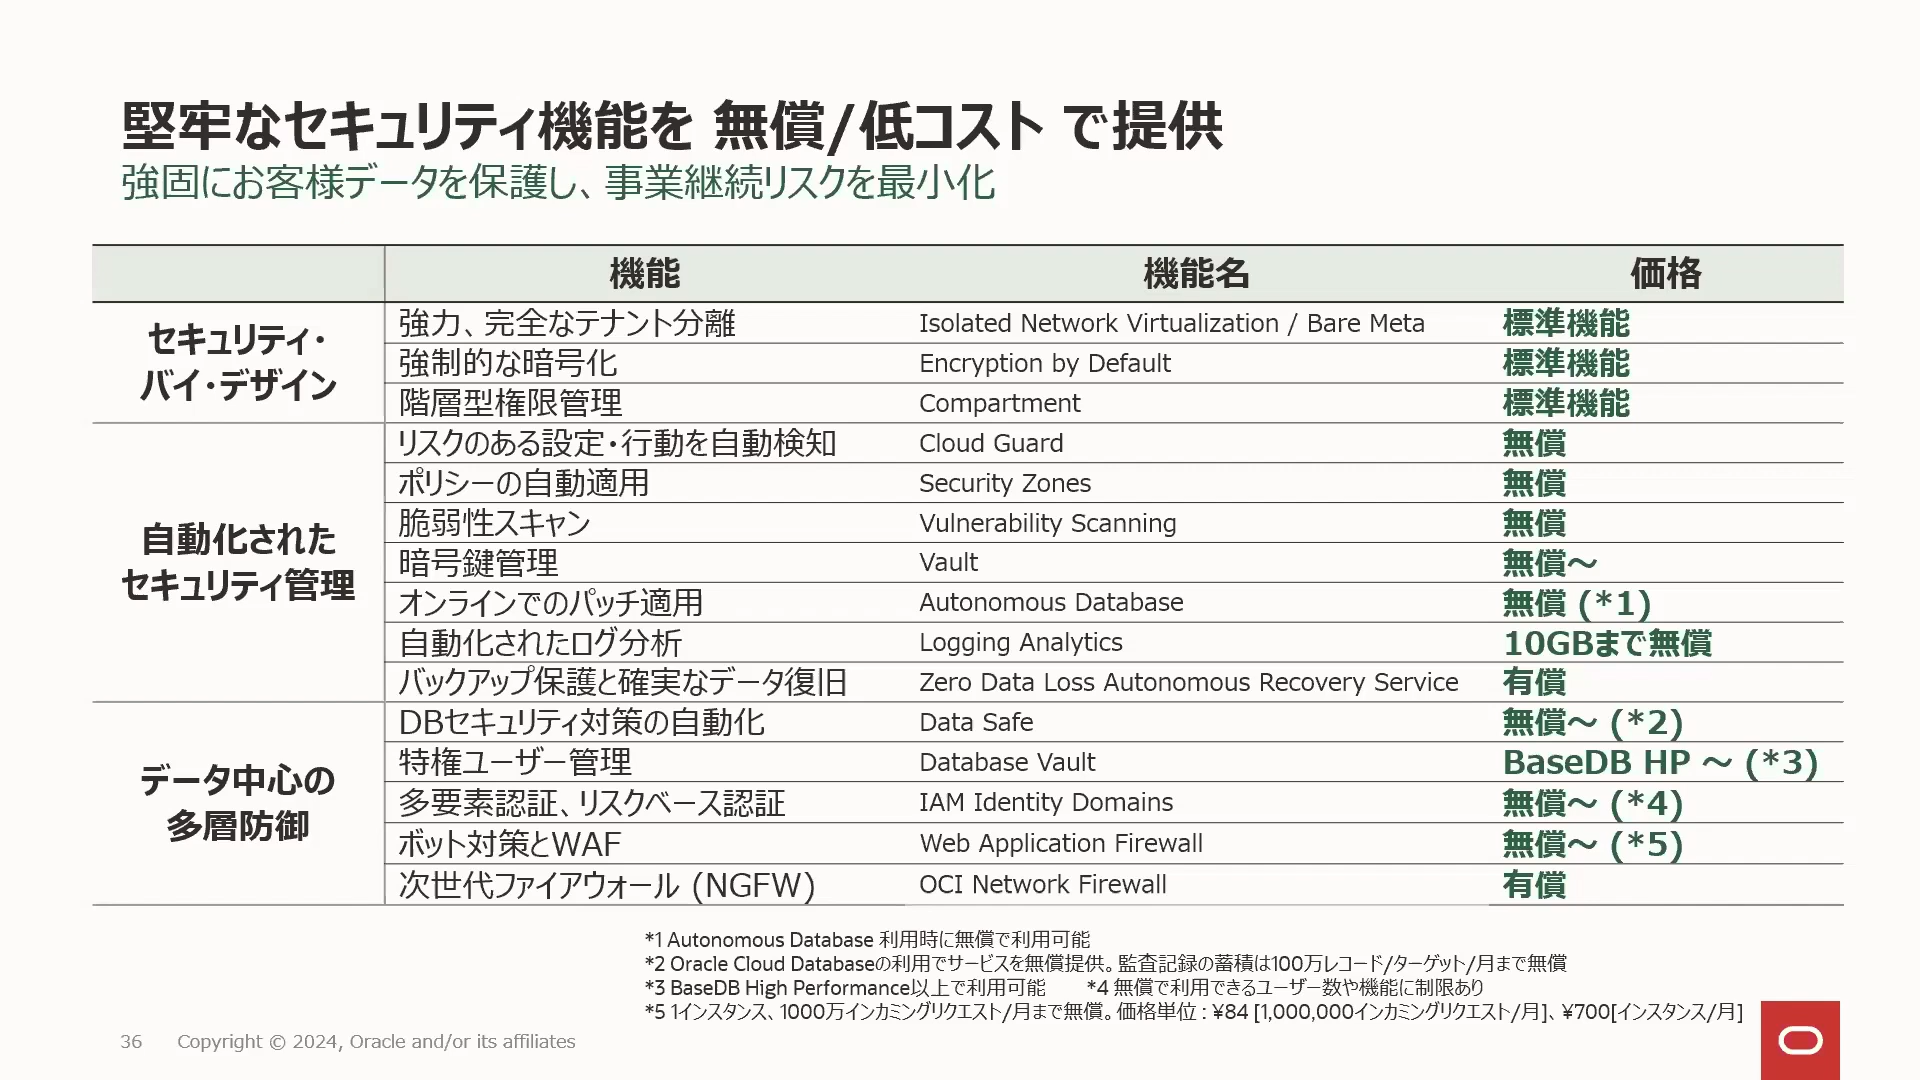 堅牢なセキュリティ機能を 無償/低コスト で提供
強固にお客様データを保護し、事業継続リスクを最小化
機能 機能名 価格
セキュリティ・
バイ・デザイン
強力、完全なテナント分離 Isolated Network Virtualization / Bare Meta 標準機能
強制的な暗号化 Encryption by Default 標準機能
階層型権限管理 Compartment 標準機能
自動化された
セキュリティ管理
リスクのある設定・行動を自動検知 Cloud Guard 無償
ポリシーの自動適用 Security Zones 無償
脆弱性スキャン Vulnerability Scanning 無償
暗号鍵管理 Vault 無償～
オンラインでのパッチ適用 Autonomous Database 無償 (*1)
自動化されたログ分析 Logging Analytics 10GBまで無償
バックアップ保護と確実なデータ復旧 Zero Data Loss Autonomous Recovery Service 有償
データ中心の
多層防御
DBセキュリティ対策の自動化 Data Safe 無償～ (*2)
特権ユーザー管理 Database Vault BaseDB HP ～ (*3)
多要素認証、リスクベース認証 IAM Identity Domains 無償～ (*4)
ボット対策とWAF Web Application Firewall 無償～ (*5)
次世代ファイアウォール (NGFW) OCI Network Firewall 有償
*1 Autonomous Database 利用時に無償で利用可能
*2 Oracle Cloud Databaseの利用でサービスを無償提供。監査記録の蓄積は100万レコード/ターゲット/月まで無償
*3 BaseDB High Performance以上で利用可能 *4 無償で利用できるユーザー数や機能に制限あり
*5 1インスタンス、1000万インカミングリクエスト/月まで無償。価格単位 : ¥84 [1,000,000インカミングリクエスト/月]、¥700[インスタンス/月]
36 Copyright © 2024, Oracle and/or its affiliates